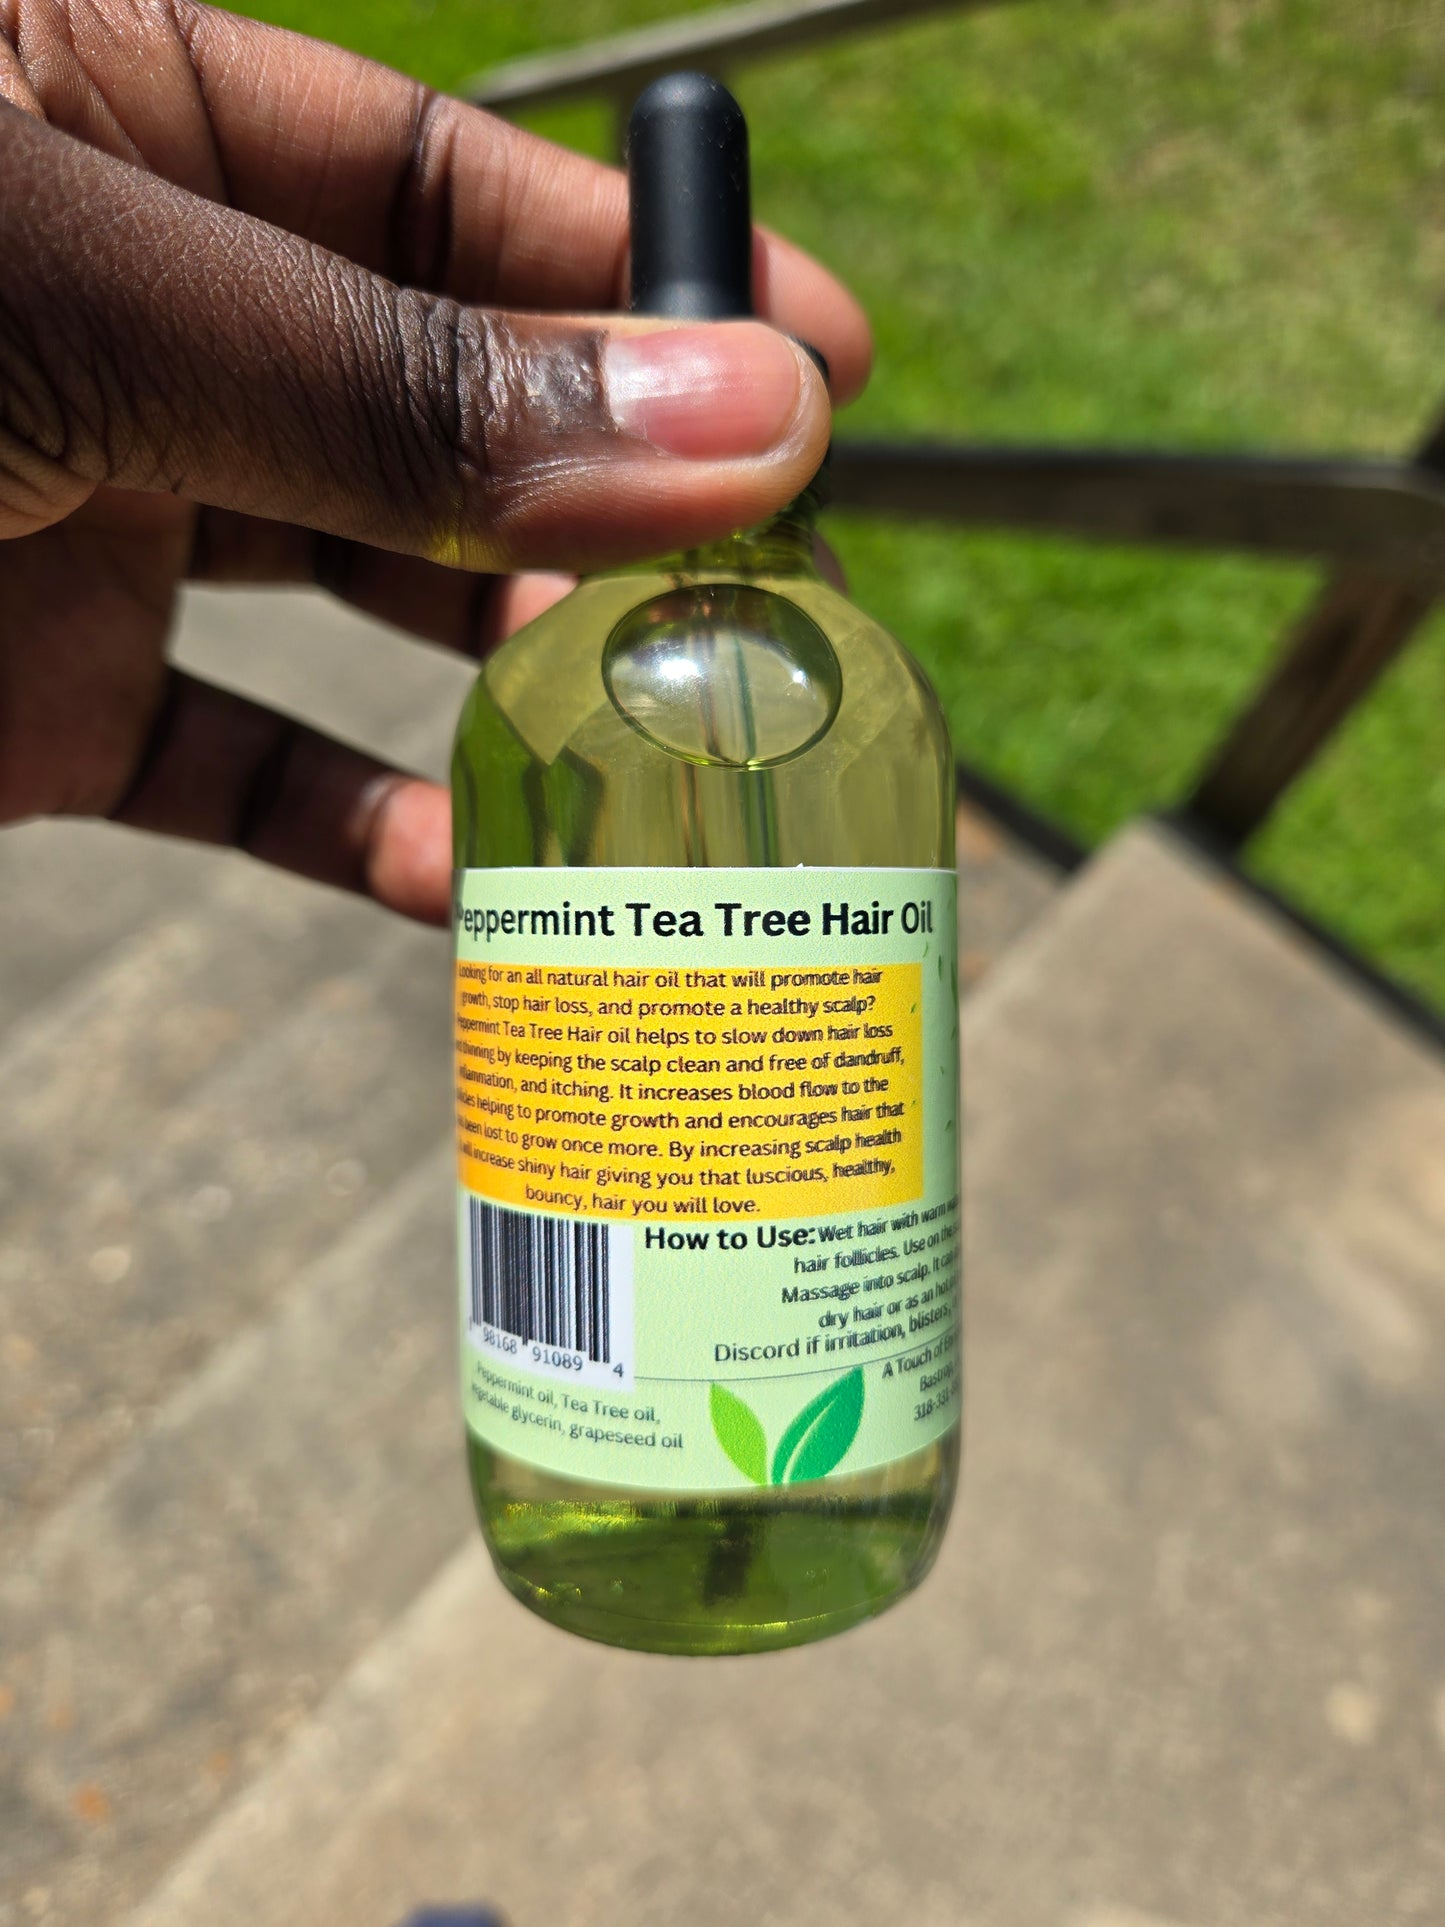 Peppermint Tea Tree Hair Oil
Looking for an all natural hair oil that will promote hair
growth, stop hair loss, and promote a healthy scalp?
Peppermint Tea Tree Hair oil helps to slow down hair loss
thinning by keeping the scalp clean and free of dandruff,
inflammation, and itching. It increases blood flow to the
helping to promote growth and encourages hair that
been lost to grow once more. By increasing scalp health
will increase shiny hair giving you that luscious, healthy,
bouncy, hair you will love.
How to Use: Wet hair with warm
hair follicles. Use on the
Massage into scalp. It can
dry hair or as an hot
Discord if irritation, blisters,
98168 91089 4
Peppermint oil, Tea Tree oil,
vegetable glycerin, grapeseed oil
A Touch of
Bastrop,
318-331-